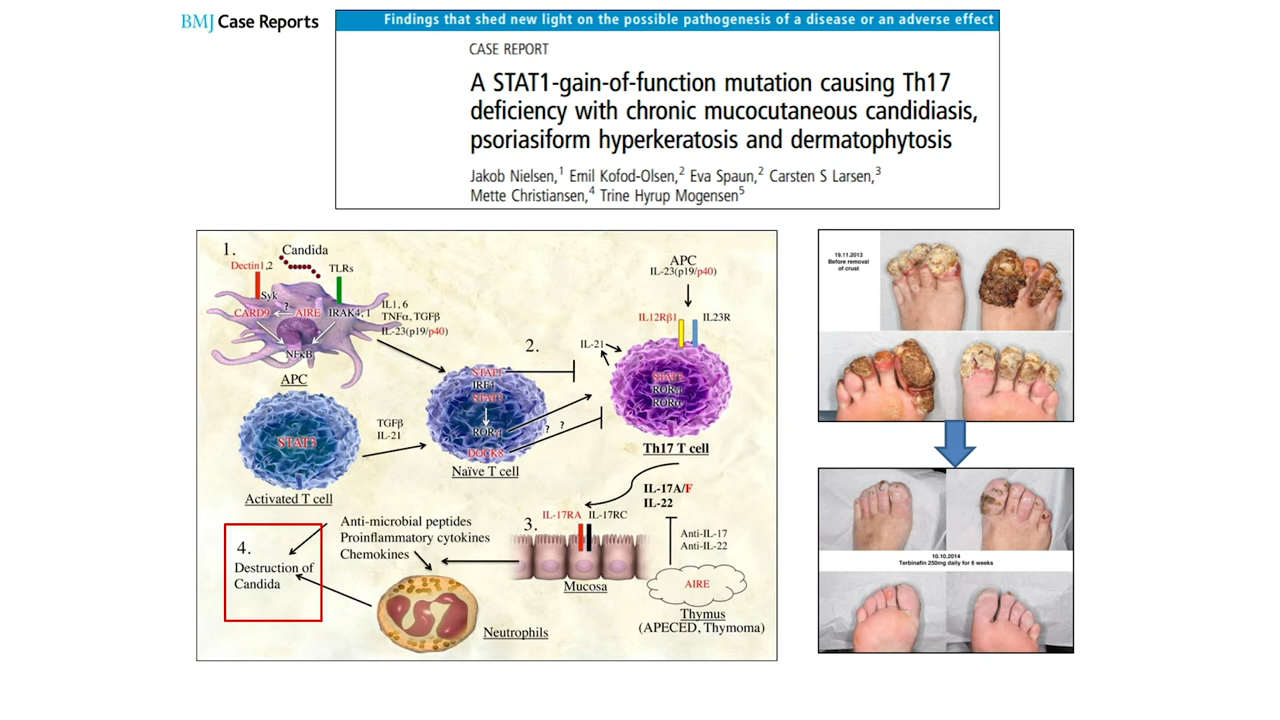 BMJ Case Reports
Findings that shed new light on the possible pathogenesis of a disease or an adverse effect
CASE REPORT
A STAT1-gain-of-function mutation causing Th17
deficiency with chronic mucocutaneous candidiasis,
psoriasiform hyperkeratosis and dermatophytosis
Jakob Nielsen,1 Emil Kofod-Olsen,2 Eva Spaun,2 Carsten S Larsen,3
Mette Christiansen,4 Trine Hyrup Mogensen5
1.
Candida
Dectin1,2
TLRs
Syk
?
CARD9
AIRE
IRAK4, 1
NFkB
APC
IL1, 6
TNFα, TGFβ
IL-23(p19/p40)
STAT3
Activated T cell
TGFβ
IL-21
2.
STAT1
IRF4
STAT3
RORγt
DOCK8
Naïve T cell
? ?
APC
IL-23(p19/p40)
IL12Rβ1
IL23R
IL-21
STAT3
RORγt
RORα
Th17 T cell
IL-17A/F
IL-22
3.
IL-17RA
IL-17RC
Mucosa
Anti-IL-17
Anti-IL-22
AIRE
Thymus
(APECED, Thymoma)
Anti-microbial peptides
Proinflammatory cytokines
Chemokines
Neutrophils
4.
Destruction of
Candida
19.11.2013
Before removal
of crust
10.10.2014
Terbinafin 250mg daily for 6 weeks